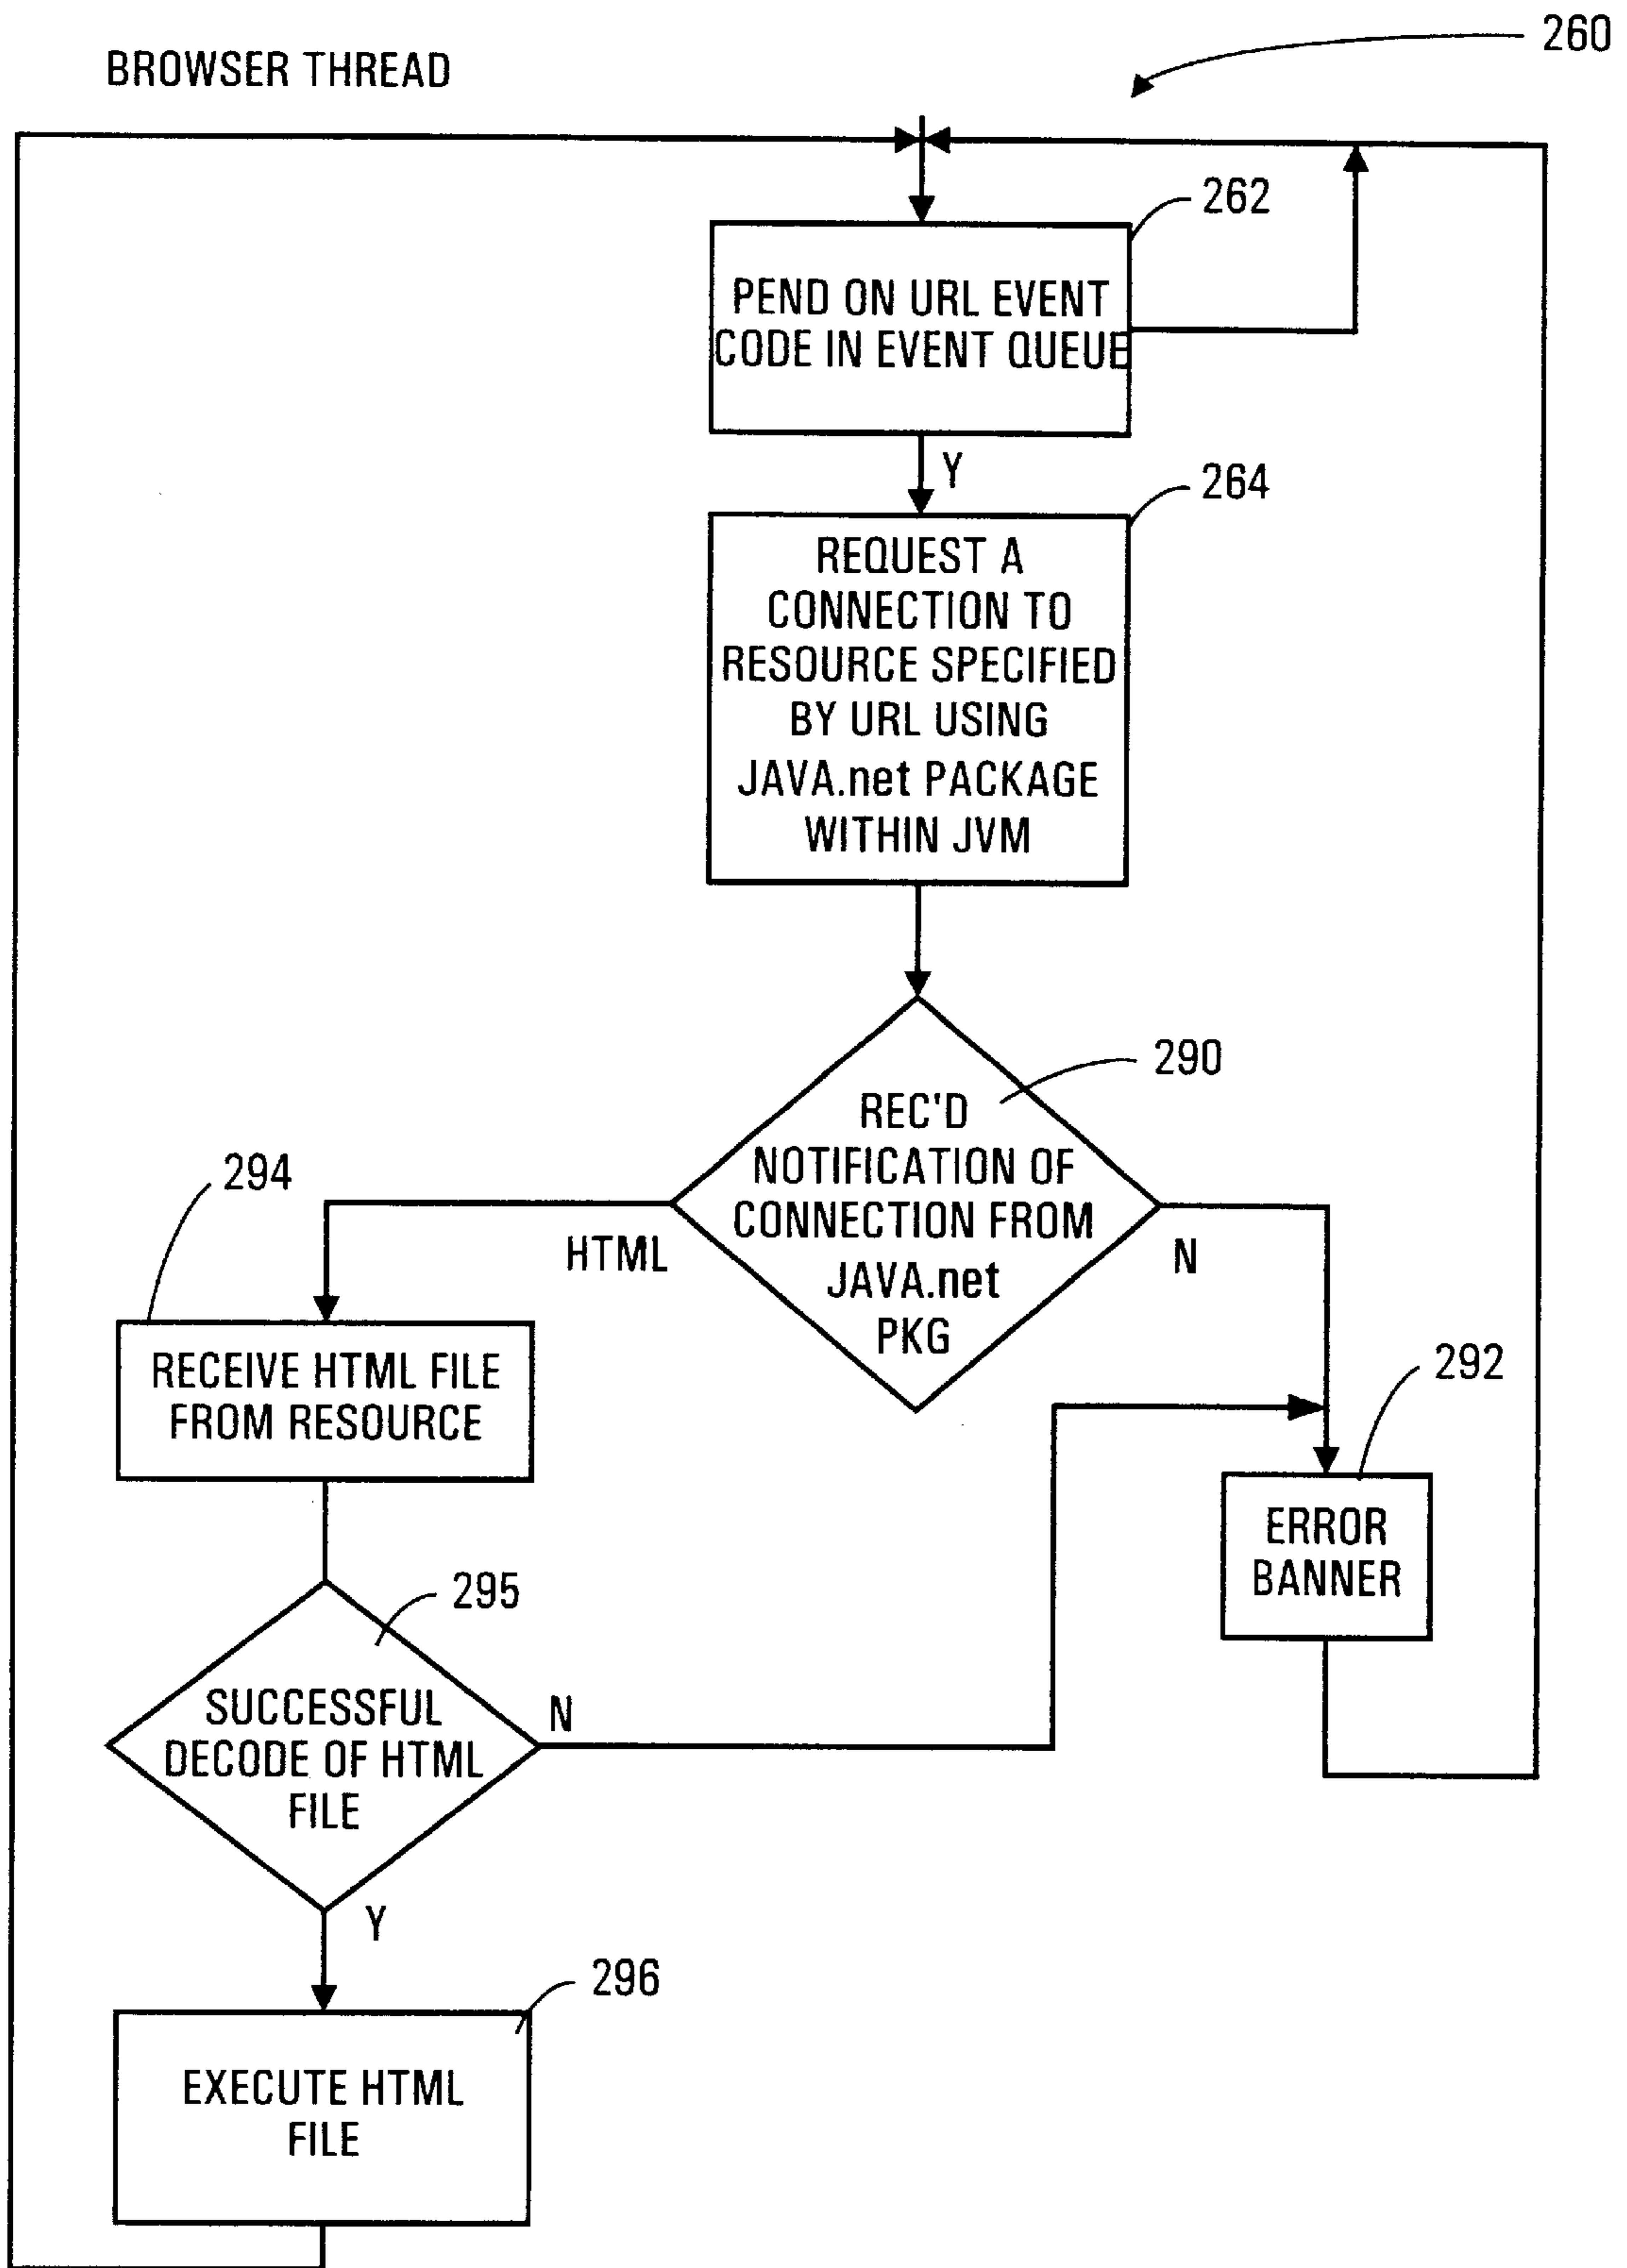 260
BROWSER THREAD
262
PEND ON URL EVENT
CODE IN EVENT QUEUE
Y
264
REQUEST A
CONNECTION TO
RESOURCE SPECIFIED
BY URL USING
JAVA.net PACKAGE
WITHIN JVM
290
REC'D
NOTIFICATION OF
CONNECTION FROM
JAVA.net
PKG
HTML
N
294
RECEIVE HTML FILE
FROM RESOURCE
292
ERROR
BANNER
295
SUCCESSFUL
DECODE OF HTML
FILE
N
Y
296
EXECUTE HTML
FILE